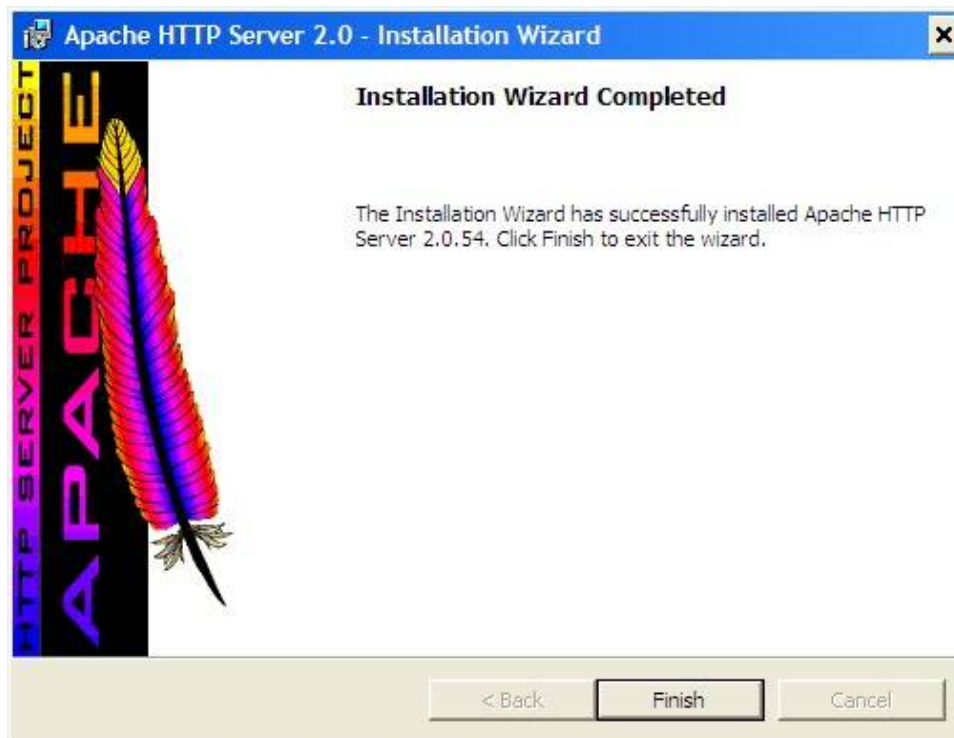 Apache HTTP Server 2.0 - Installation Wizard
HTTP SERVER PROJECT
APACHE
Installation Wizard Completed
The Installation Wizard has successfully installed Apache HTTP
Server 2.0.54. Click Finish to exit the wizard.
< Back
Finish
Cancel